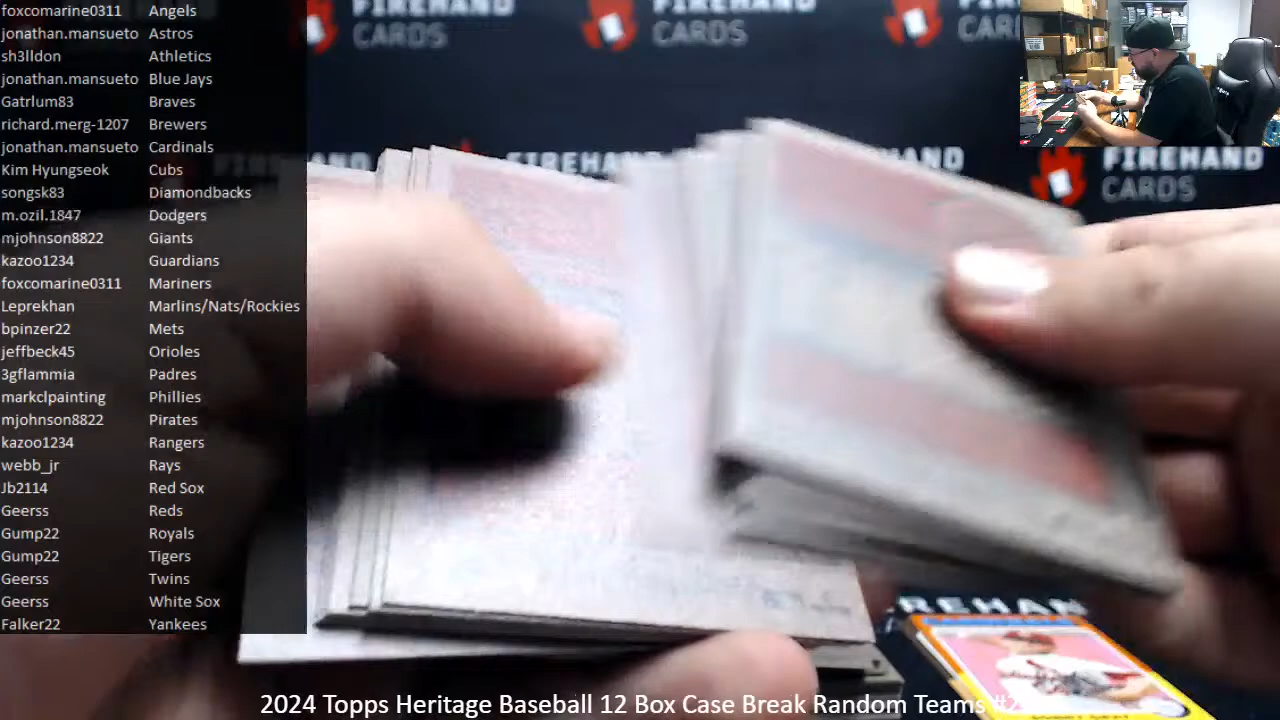 foxcomarine0311 Angels
jonathan.mansueto Astros
sh3lldon Athletics
jonathan.mansueto Blue Jays
Gatrlum83 Braves
richard.merg-1207 Brewers
jonathan.mansueto Cardinals
Kim Hyungseok Cubs
songsk83 Diamondbacks
m.ozil.1847 Dodgers
mjohnson8822 Giants
kazoo1234 Guardians
foxcomarine0311 Mariners
Leprekhan Marlins/Nats/Rockies
bpinzer22 Mets
jeffbeck45 Orioles
3gflammia Padres
markclpainting Phillies
mjohnson8822 Pirates
kazoo1234 Rangers
webb_jr Rays
Jb2114 Red Sox
Geerss Reds
Gump22 Royals
Gump22 Tigers
Geerss Twins
Geerss White Sox
Falker22 Yankees
FIREHAND
CARDS
FIREHAND
CARDS
FIREHAND
CARDS
2024 Topps Heritage Baseball 12 Box Case Break Random Teams #2